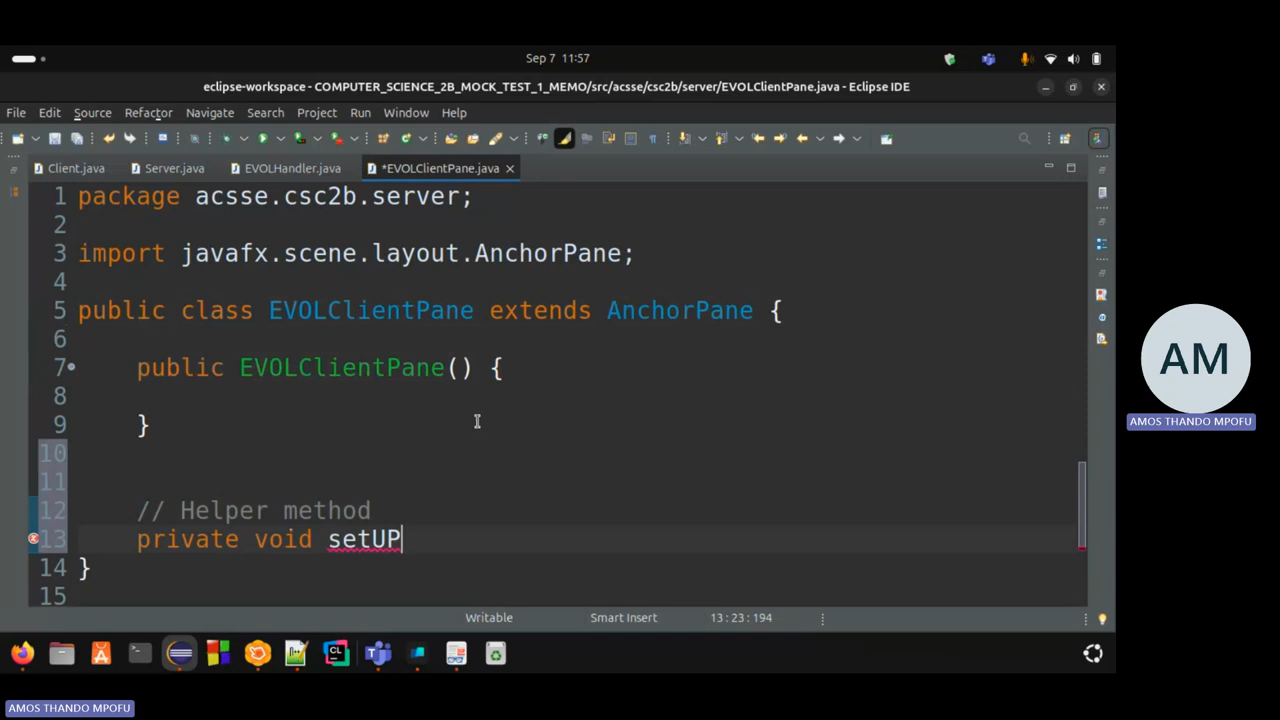 Sep 7 11:57
eclipse-workspace - COMPUTER_SCIENCE_2B_MOCK_TEST_1_MEMO/src/acsse/csc2b/server/EVOLClientPane.java - Eclipse IDE
File Edit Source Refactor Navigate Search Project Run Window Help
Client.java Server.java EVOLHandler.java *EVOLClientPane.java
1 package acsse.csc2b.server;
2
3 import javafx.scene.layout.AnchorPane;
4
5 public class EVOLClientPane extends AnchorPane {
6
7 public EVOLClientPane() {
8
9 }
10
11
12 // Helper method
13 private void setUP
14 }
15
Writable Smart Insert 13:23:194
CL
AM
AMOS THANDO MPOFU
AMOS THANDO MPOFU